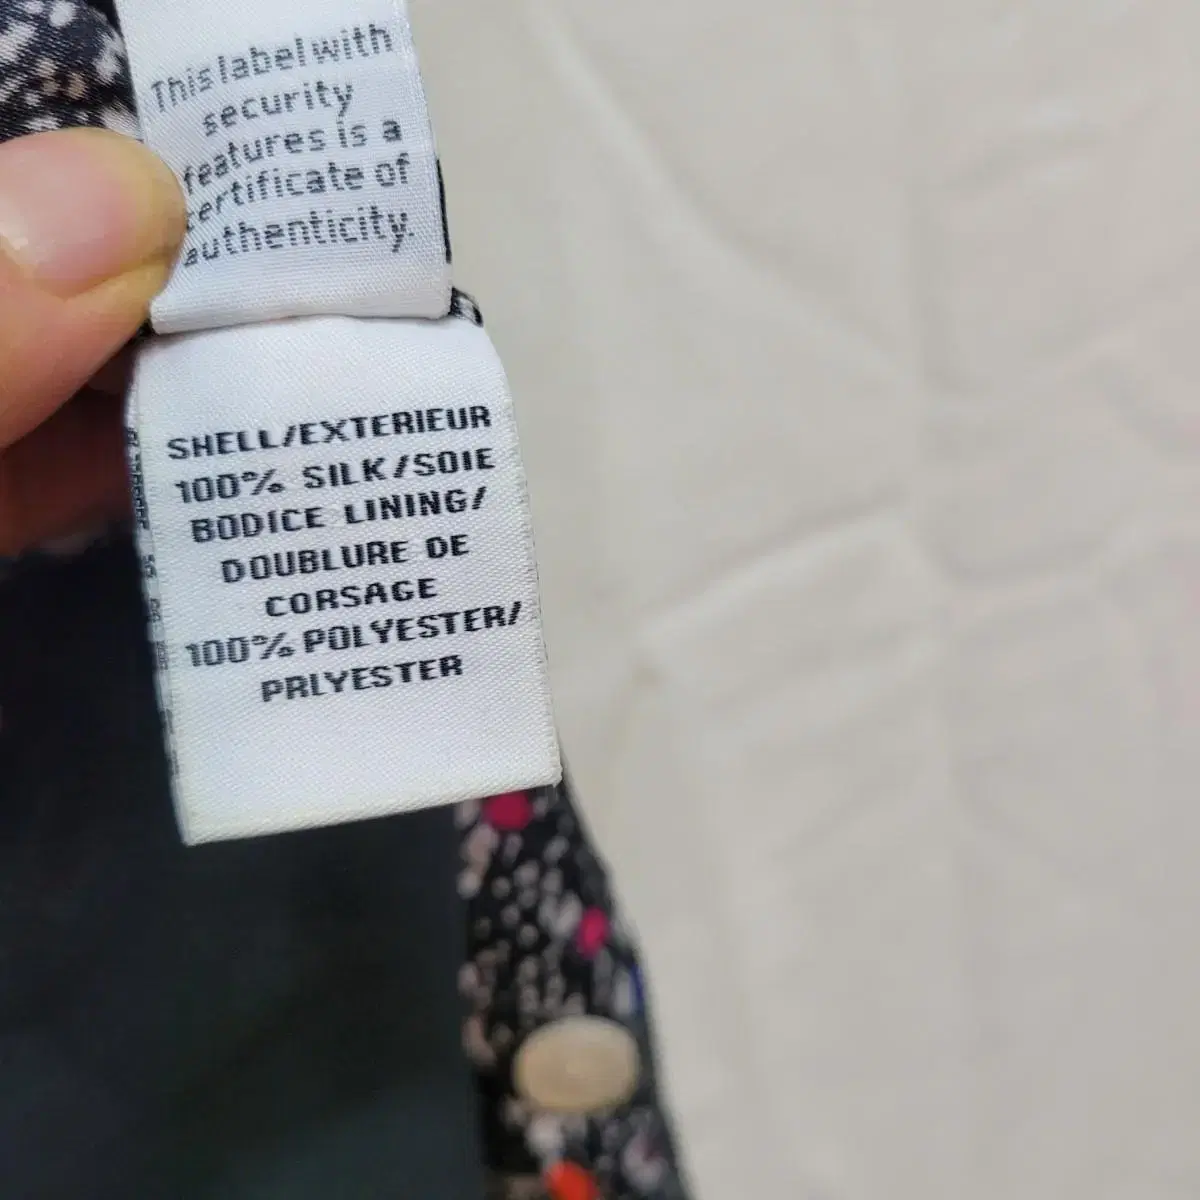 This label with
security
features is a
certificate of
authenticity.
SHELL/EXTERIEUR
100% SILK/SOIE
BODICE LINING/
DOUBLURE DE
CORSAGE
100% POLYESTER/
PRLYESTER